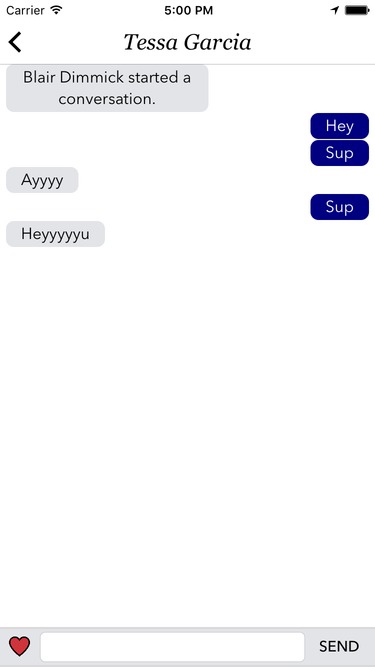 Carrier 5:00 PM
Tessa Garcia
Blair Dimmick started a
conversation.
Hey
Sup
Ayyyy
Sup
Heyyyyyu
SEND